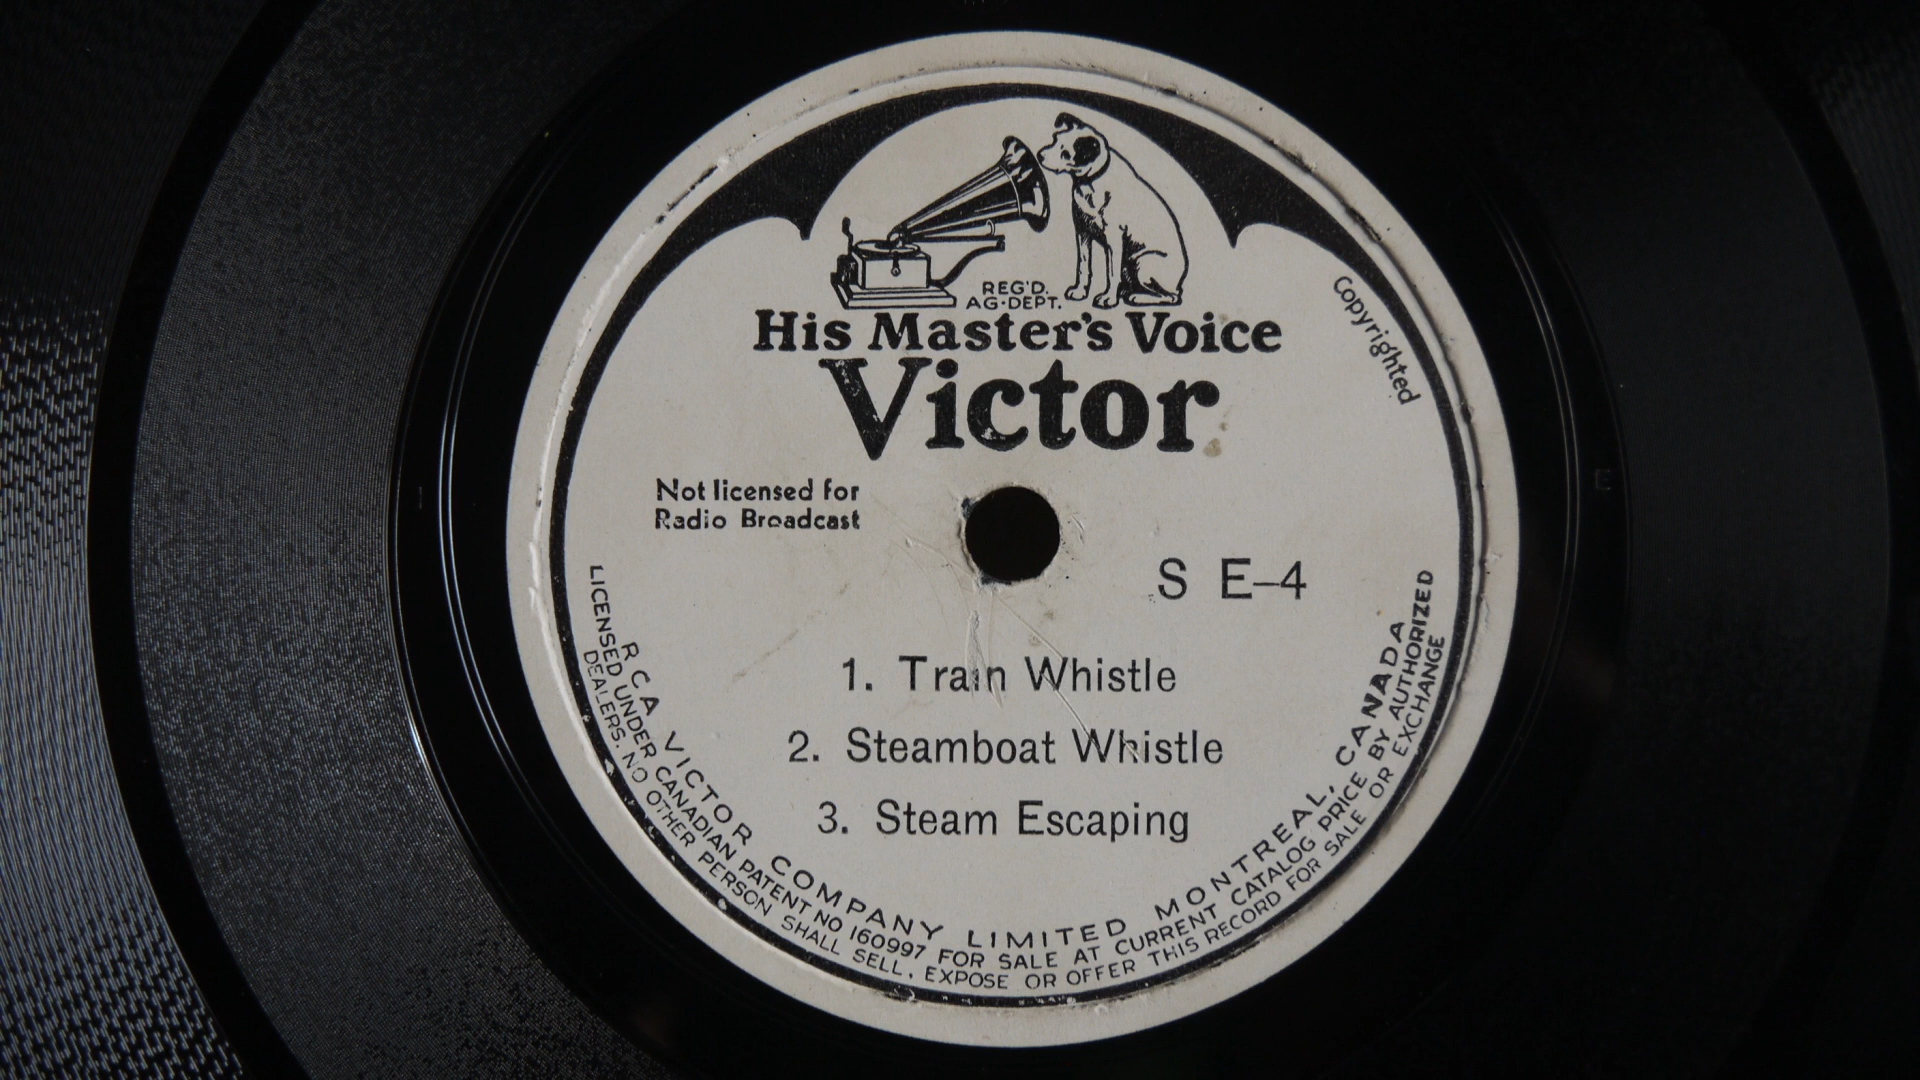 REG'D.
AG·DEPT.
His Master's Voice
Victor
Copyrighted
Not licensed for
Radio Broadcast
S E–4
1. Train Whistle
2. Steamboat Whistle
3. Steam Escaping
RCA VICTOR COMPANY LIMITED MONTREAL, CANADA
LICENSED UNDER CANADIAN PATENT NO 160997 FOR SALE AT CURRENT CATALOG PRICE BY AUTHORIZED
DEALERS. NO OTHER PERSON SHALL SELL, EXPOSE OR OFFER THIS RECORD FOR SALE OR EXCHANGE